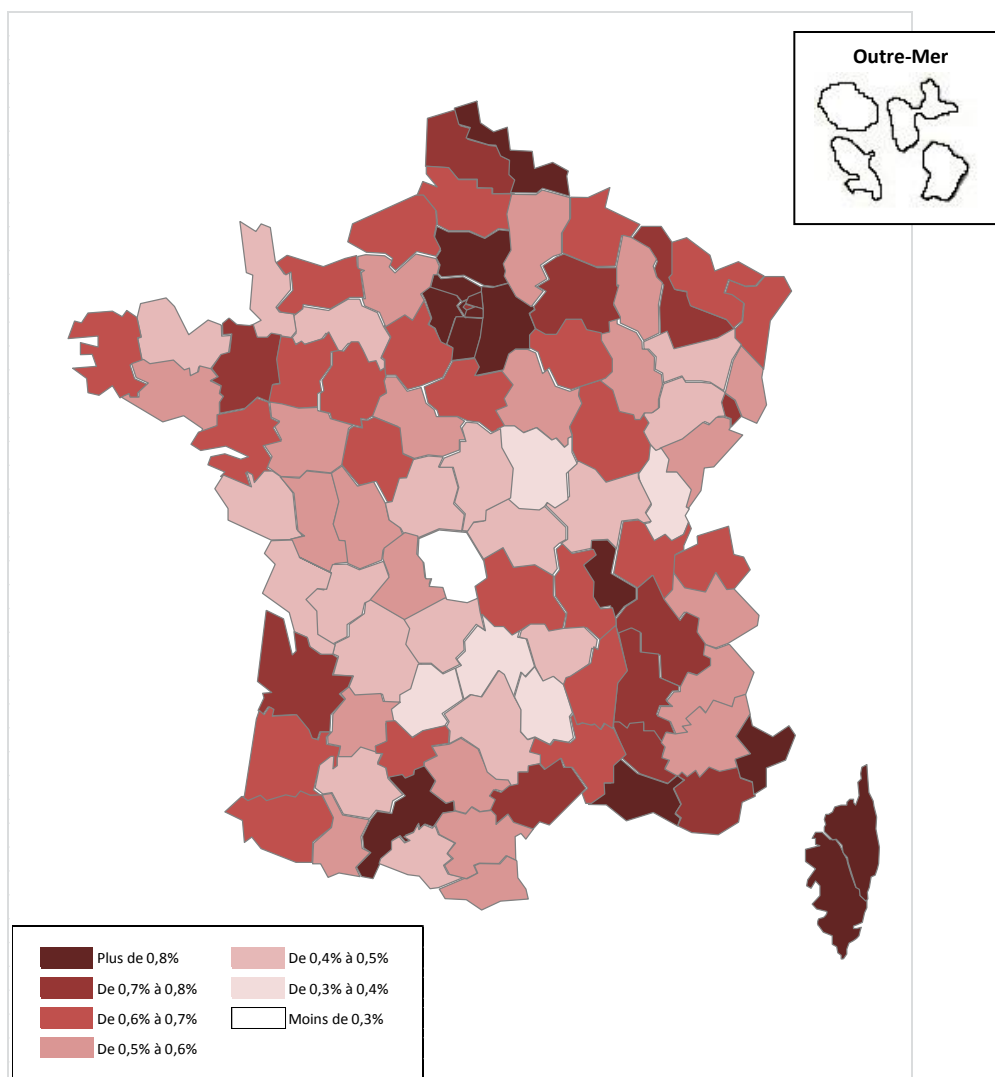 Outre-Mer
Plus de 0,8%
De 0,7% à 0,8%
De 0,6% à 0,7%
De 0,5% à 0,6%
De 0,4% à 0,5%
De 0,3% à 0,4%
Moins de 0,3%